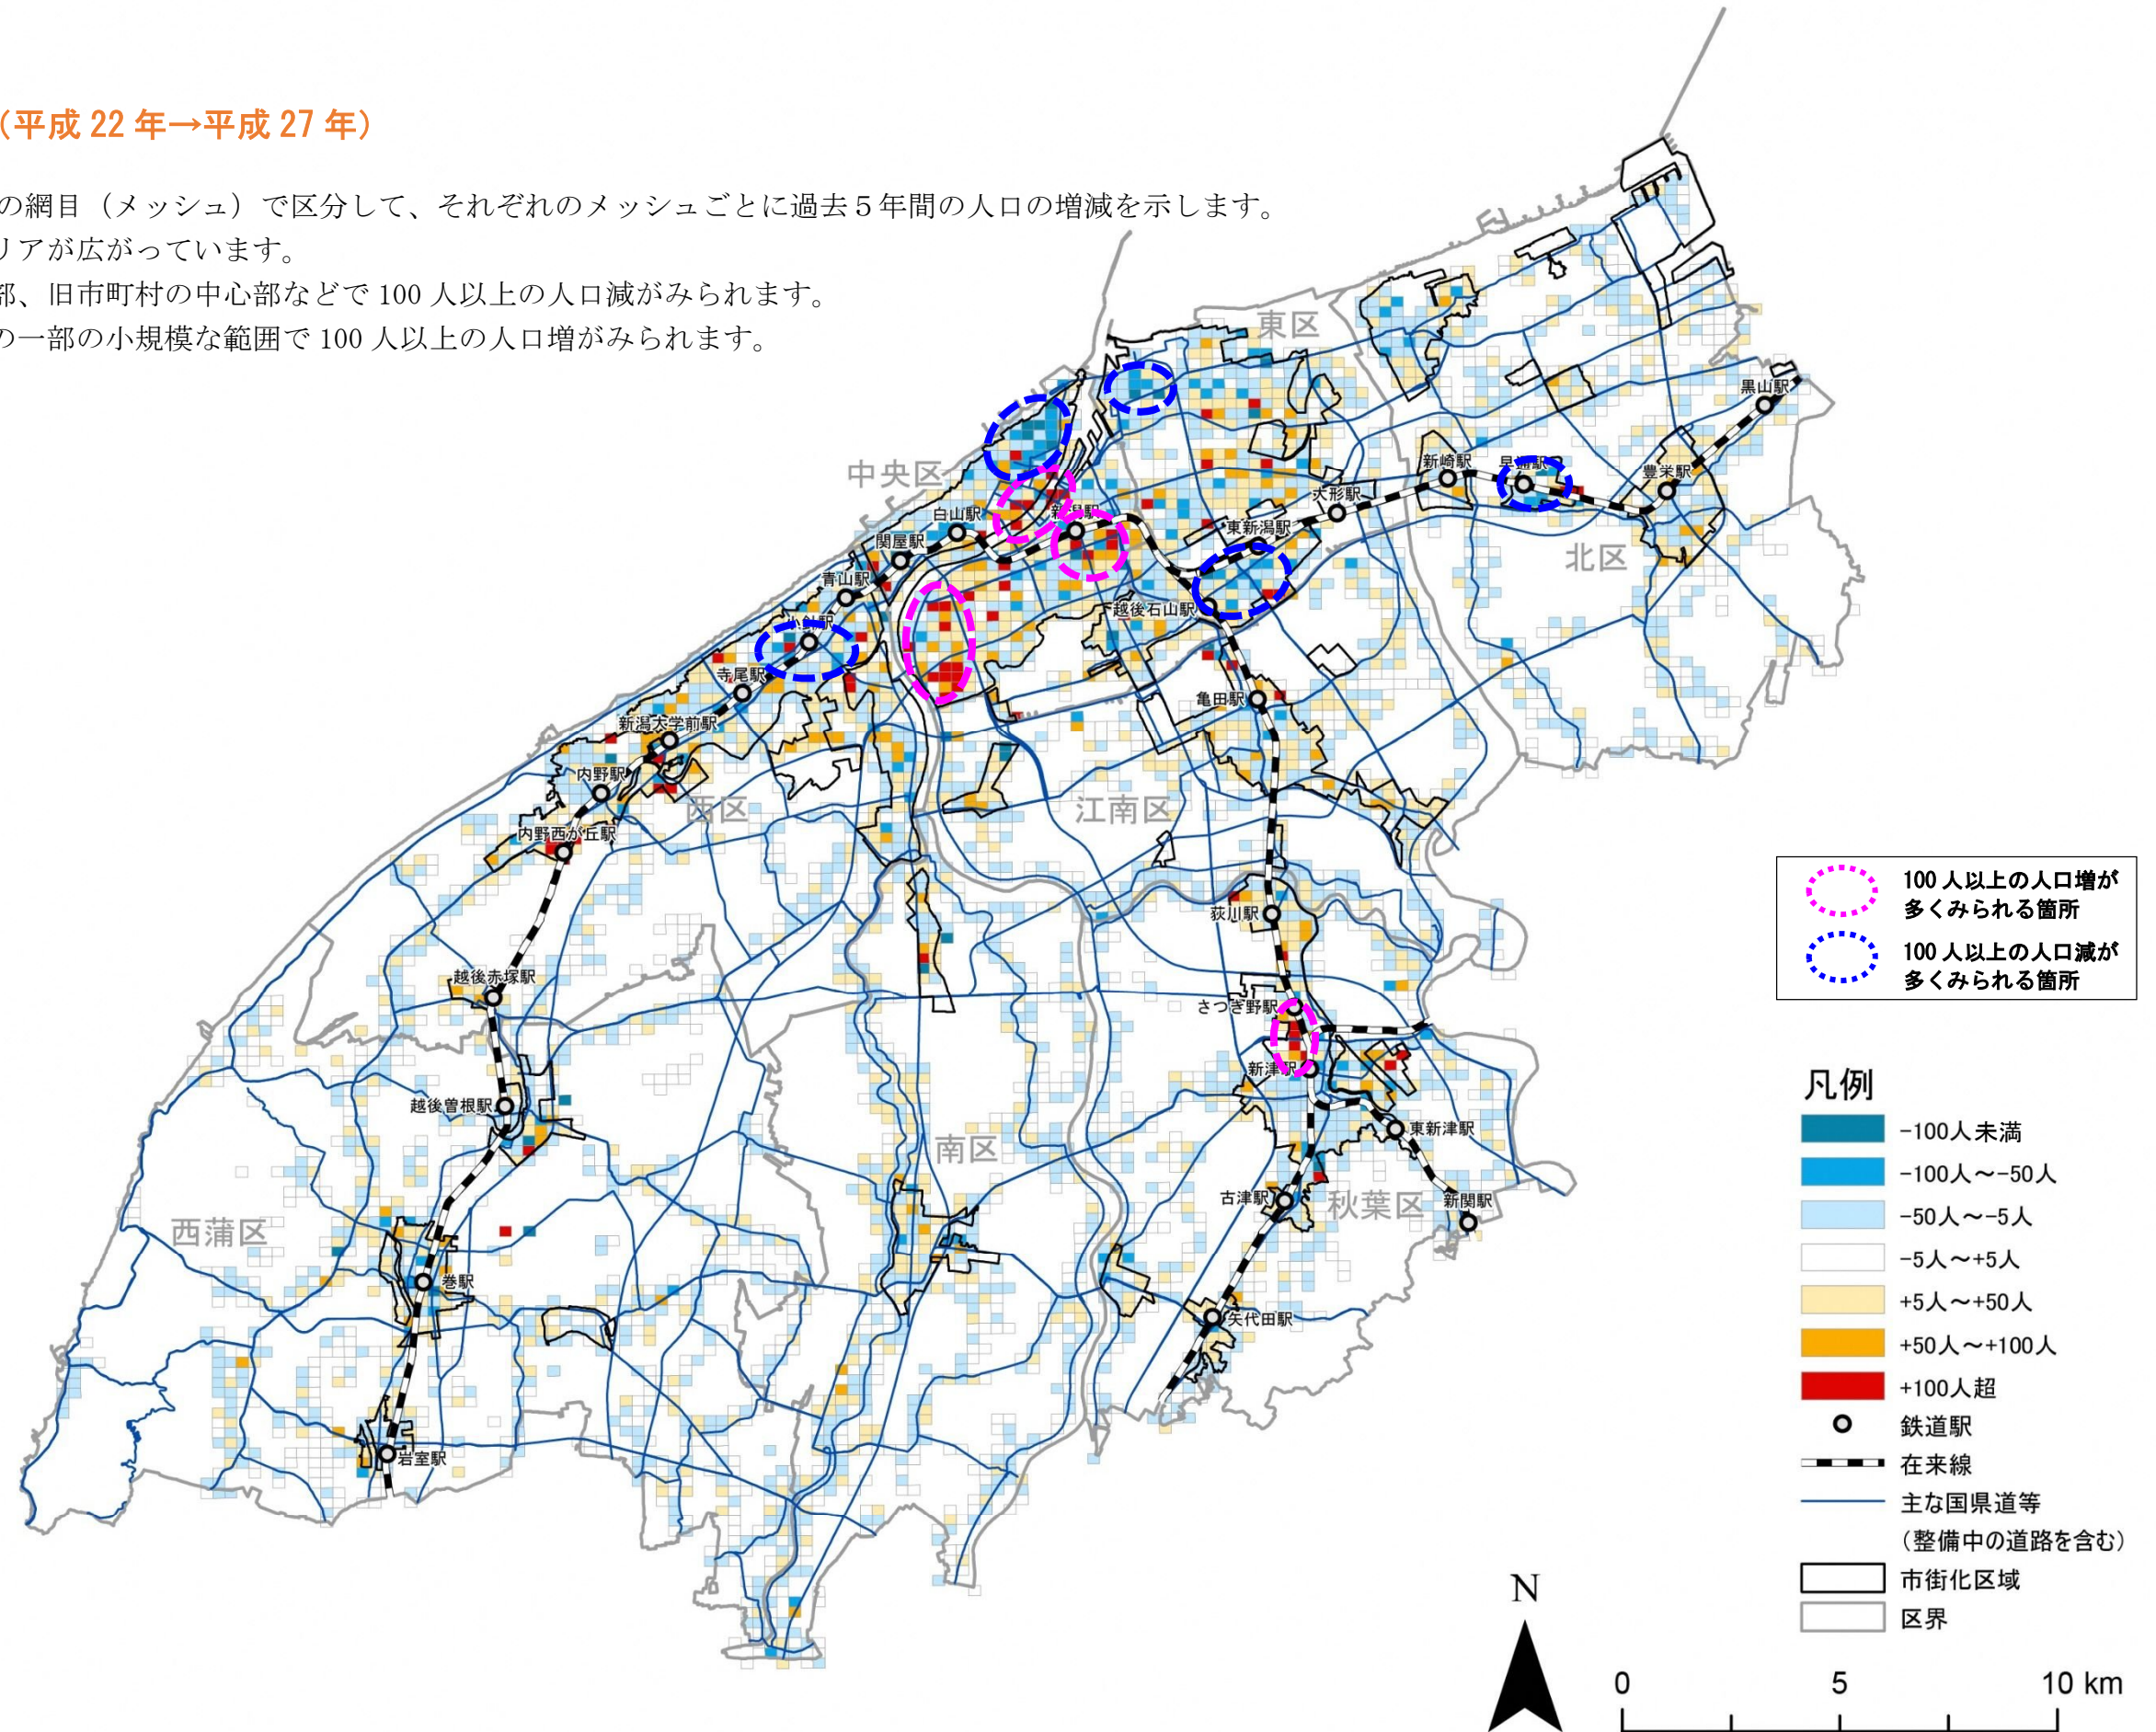 （平成 22 年→平成 27 年）
の網目（メッシュ）で区分して、それぞれのメッシュごとに過去５年間の人口の増減を示します。
リアが広がっています。
部、旧市町村の中心部などで 100 人以上の人口減がみられます。
の一部の小規模な範囲で 100 人以上の人口増がみられます。
東区
黒山駅
中央区
新崎駅
早通駅
豊栄駅
大形駅
白山駅
新潟駅
東新潟駅
関屋駅
北区
青山駅
越後石山駅
小針駅
寺尾駅
亀田駅
新潟大学前駅
内野駅
西区
江南区
内野西が丘駅
荻川駅
越後赤塚駅
さつき野駅
新津駅
越後曽根駅
東新津駅
南区
古津駅
秋葉区
新関駅
西蒲区
巻駅
矢代田駅
岩室駅
100 人以上の人口増が
多くみられる箇所
100 人以上の人口減が
多くみられる箇所
凡例
-100人未満
-100人～-50人
-50人～-5人
-5人～+5人
+5人～+50人
+50人～+100人
+100人超
鉄道駅
在来線
主な国県道等
（整備中の道路を含む）
市街化区域
区界
N
0 5 10 km